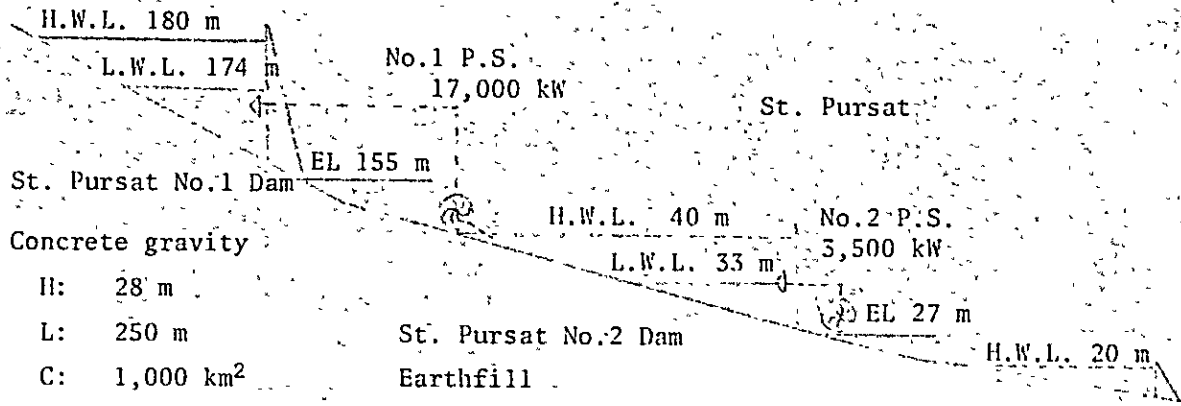 H.W.L. 180 m
L.W.L. 174 m
No.1 P.S.
17,000 kW
St. Pursat
EL 155 m
St. Pursat No.1 Dam
H.W.L. 40 m
No.2 P.S.
3,500 kW
Concrete gravity
L.W.L. 33 m
H: 28 m
EL 27 m
L: 250 m
St. Pursat No.2 Dam
H.W.L. 20 m
C: 1,000 km²
Earthfill